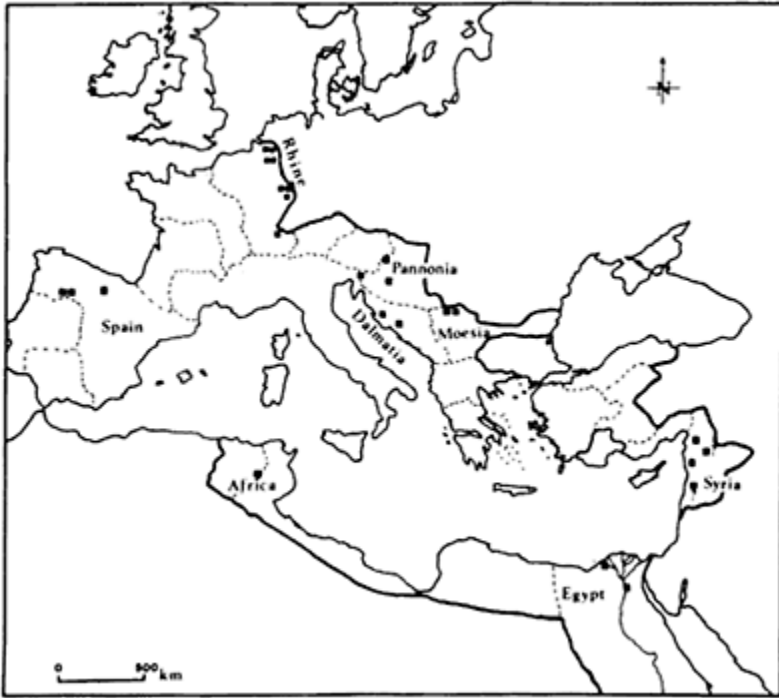 N
Rhine
Pannonia
Spain
Dalmatia
Moesia
Africa
Syria
Egypt
0 500 km